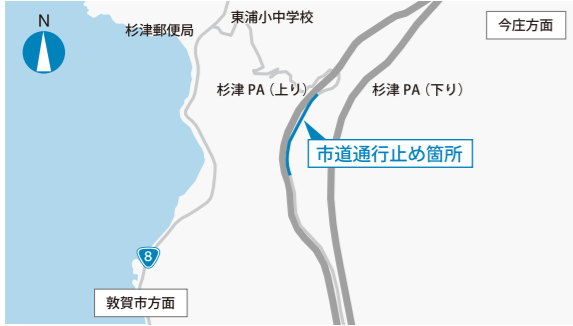 N
東浦小中学校
杉津郵便局
今庄方面
杉津 PA（上り）
杉津 PA（下り）
市道通行止め箇所
8
敦賀市方面